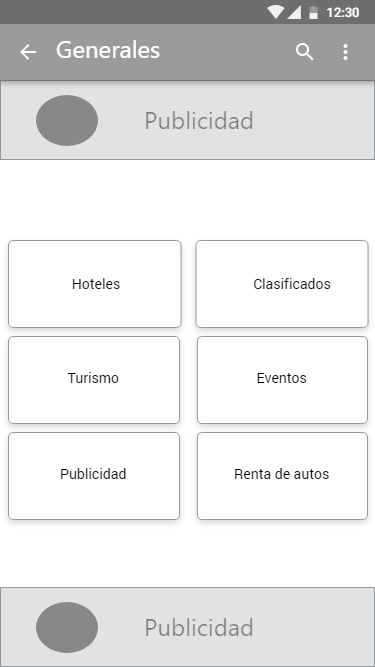 12:30
Generales
Publicidad
Hoteles
Clasificados
Turismo
Eventos
Publicidad
Renta de autos
Publicidad